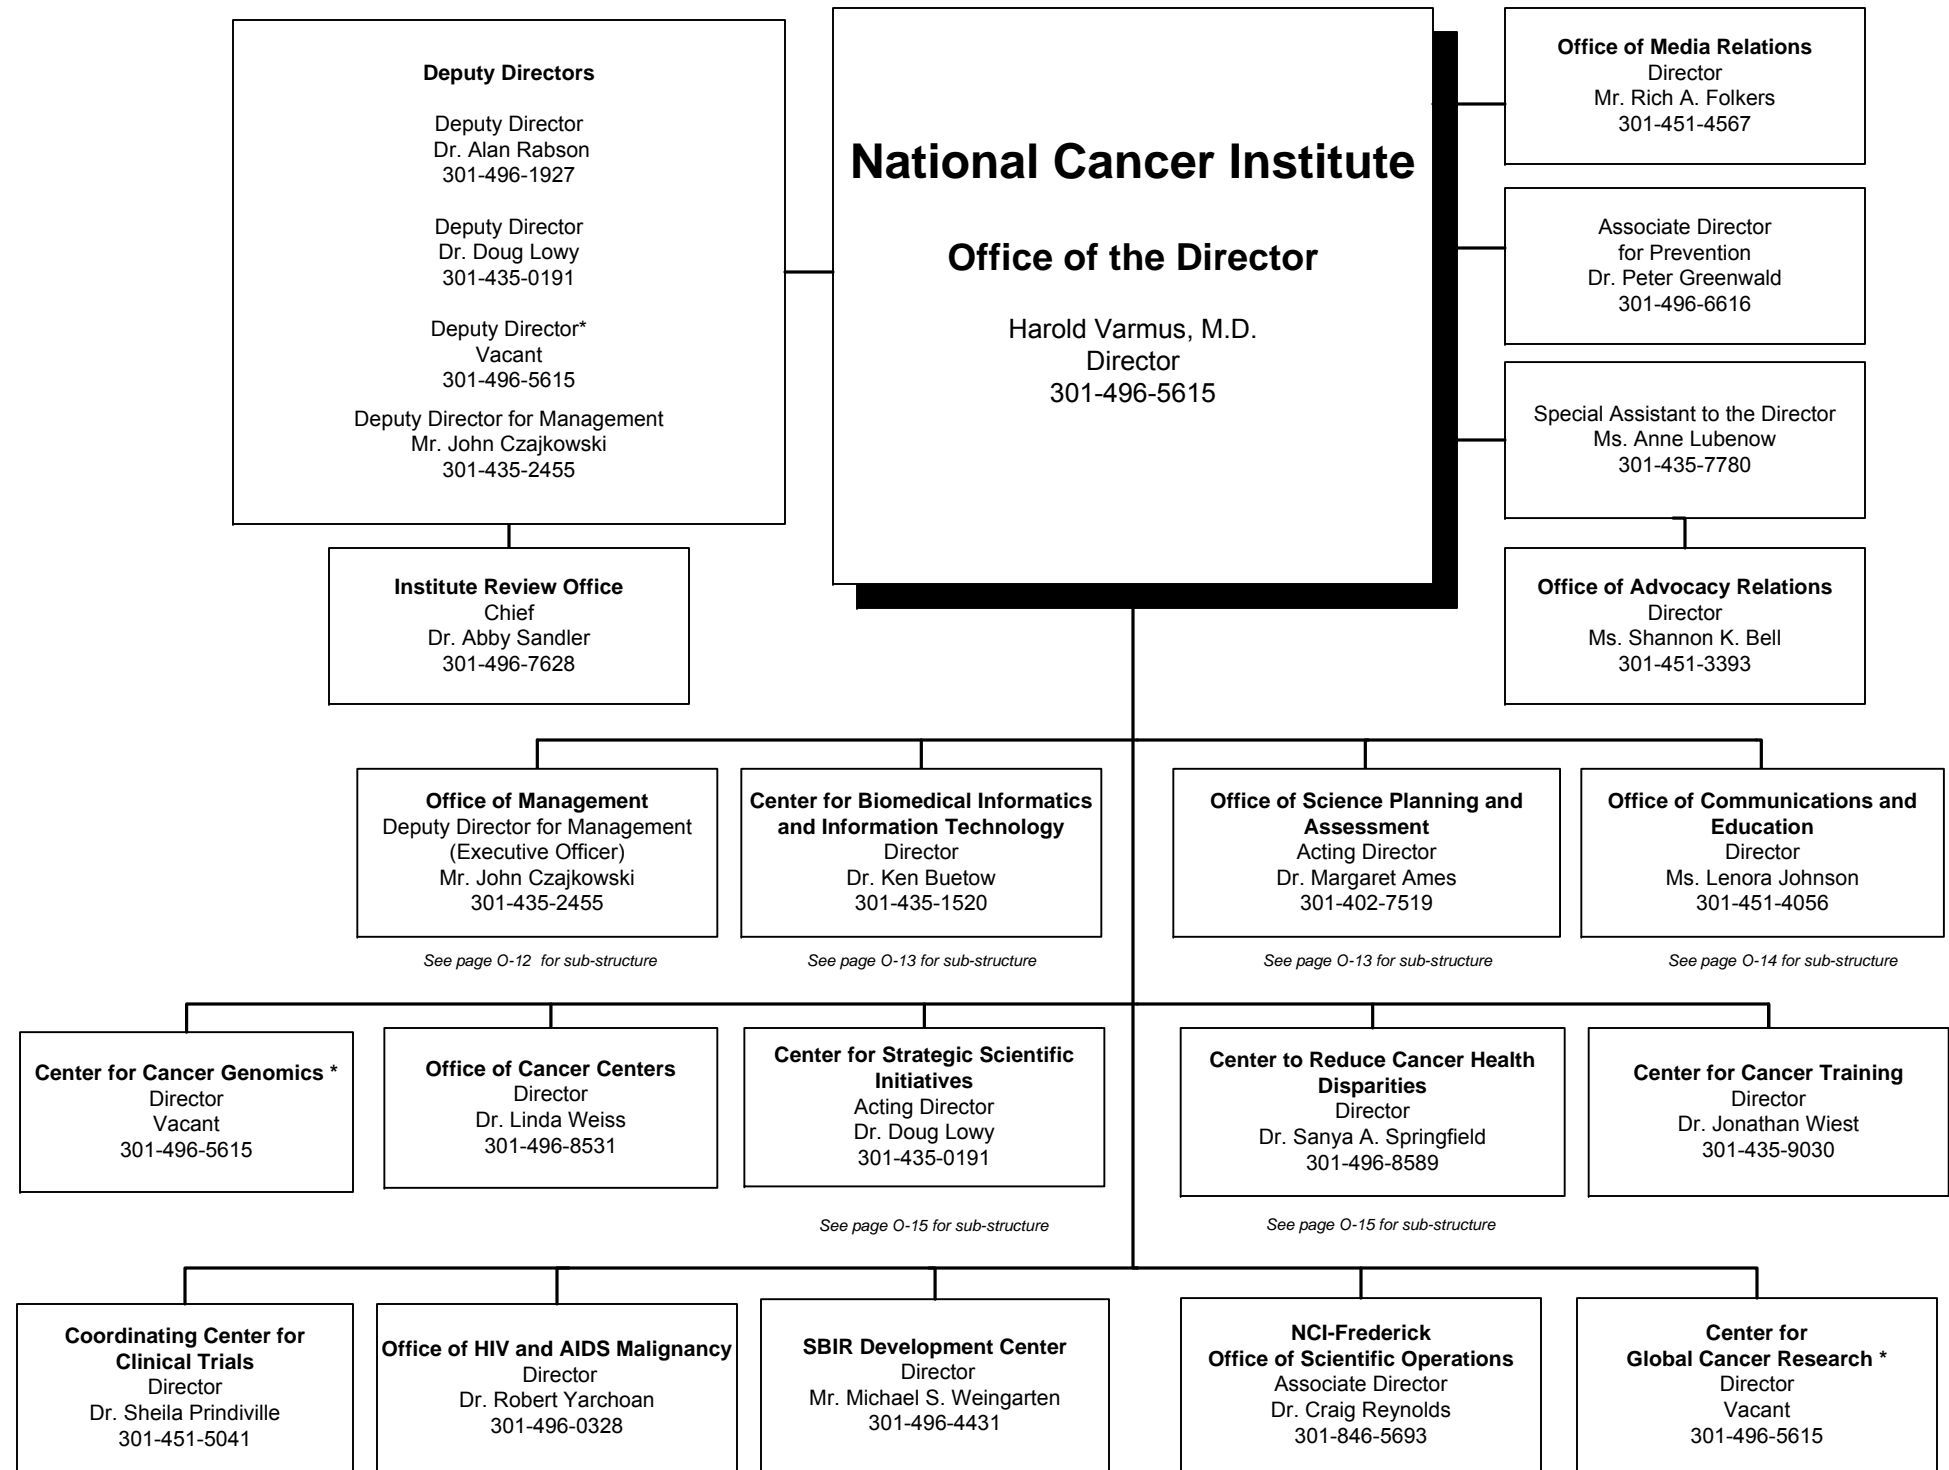 Deputy Directors
Deputy Director
Dr. Alan Rabson
301-496-1927
Deputy Director
Dr. Doug Lowy
301-435-0191
Deputy Director*
Vacant
301-496-5615
Deputy Director for Management
Mr. John Czajkowski
301-435-2455
National Cancer Institute
Office of the Director
Harold Varmus, M.D.
Director
301-496-5615
Office of Media Relations
Director
Mr. Rich A. Folkers
301-451-4567
Associate Director
for Prevention
Dr. Peter Greenwald
301-496-6616
Special Assistant to the Director
Ms. Anne Lubenow
301-435-7780
Institute Review Office
Chief
Dr. Abby Sandler
301-496-7628
Office of Advocacy Relations
Director
Ms. Shannon K. Bell
301-451-3393
Office of Management
Deputy Director for Management
(Executive Officer)
Mr. John Czajkowski
301-435-2455
See page O-12 for sub-structure
Center for Biomedical Informatics
and Information Technology
Director
Dr. Ken Buetow
301-435-1520
See page O-13 for sub-structure
Office of Science Planning and
Assessment
Acting Director
Dr. Margaret Ames
301-402-7519
See page O-13 for sub-structure
Office of Communications and
Education
Director
Ms. Lenora Johnson
301-451-4056
See page O-14 for sub-structure
Center for Cancer Genomics *
Director
Vacant
301-496-5615
Office of Cancer Centers
Director
Dr. Linda Weiss
301-496-8531
Center for Strategic Scientific
Initiatives
Acting Director
Dr. Doug Lowy
301-435-0191
See page O-15 for sub-structure
Center to Reduce Cancer Health
Disparities
Director
Dr. Sanya A. Springfield
301-496-8589
See page O-15 for sub-structure
Center for Cancer Training
Director
Dr. Jonathan Wiest
301-435-9030
Coordinating Center for
Clinical Trials
Director
Dr. Sheila Prindiville
301-451-5041
Office of HIV and AIDS Malignancy
Director
Dr. Robert Yarchoan
301-496-0328
SBIR Development Center
Director
Mr. Michael S. Weingarten
301-496-4431
NCI-Frederick
Office of Scientific Operations
Associate Director
Dr. Craig Reynolds
301-846-5693
Center for
Global Cancer Research *
Director
Vacant
301-496-5615